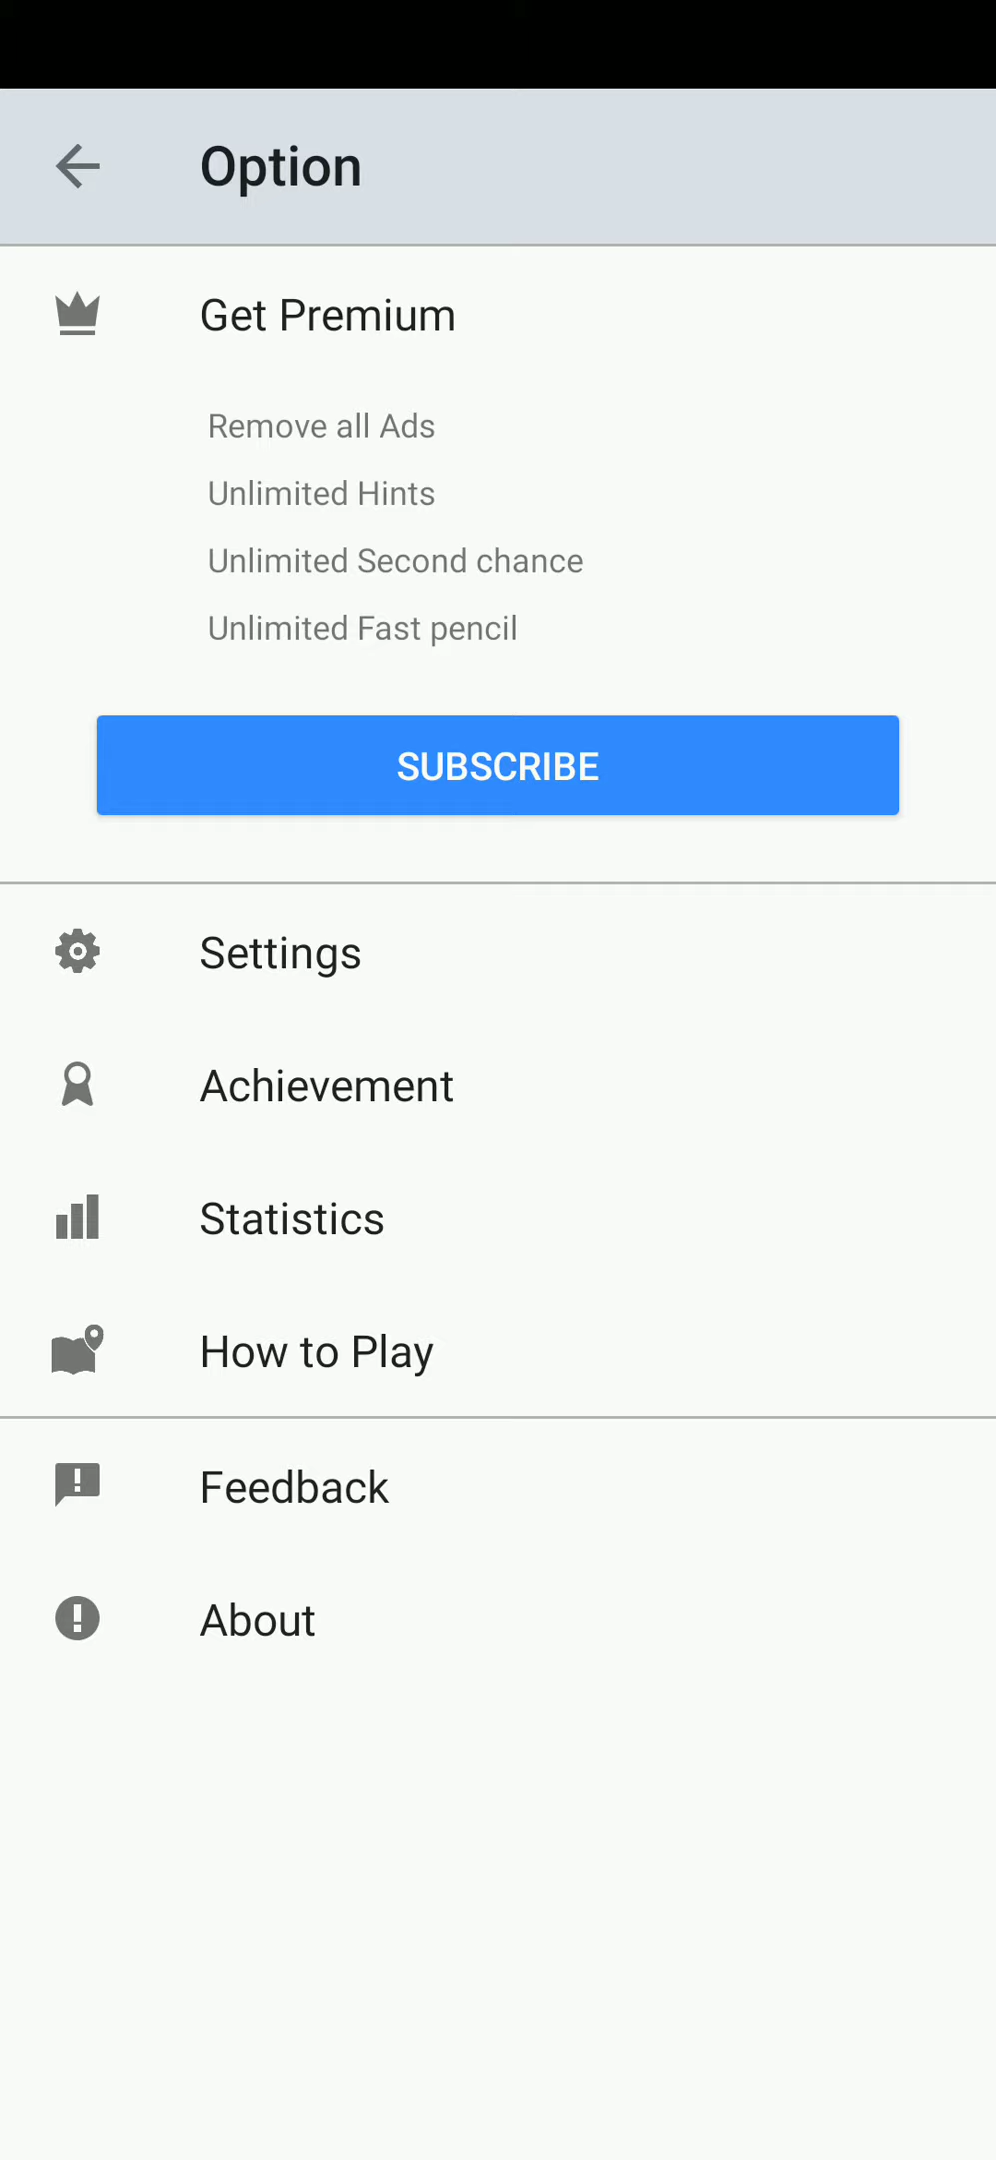 Option
Get Premium
Remove all Ads
Unlimited Hints
Unlimited Second chance
Unlimited Fast pencil
SUBSCRIBE
Settings
Achievement
Statistics
How to Play
Feedback
About